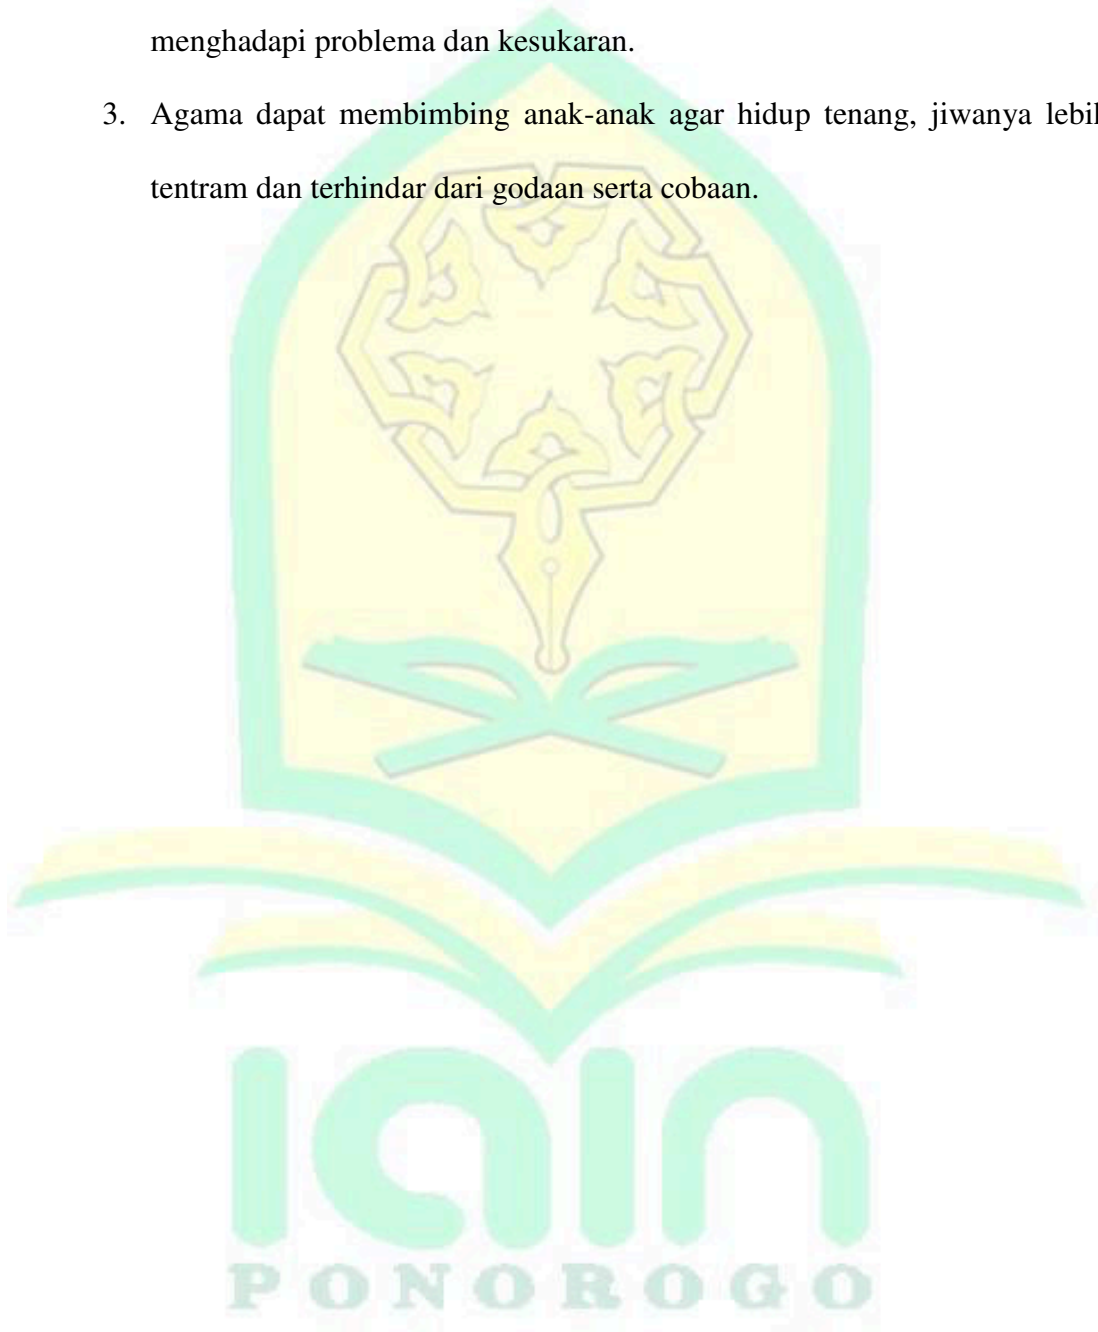 menghadapi problema dan kesukaran.
3. Agama dapat membimbing anak-anak agar hidup tenang, jiwanya lebih
tentram dan terhindar dari godaan serta cobaan.
iain
PONOROGO